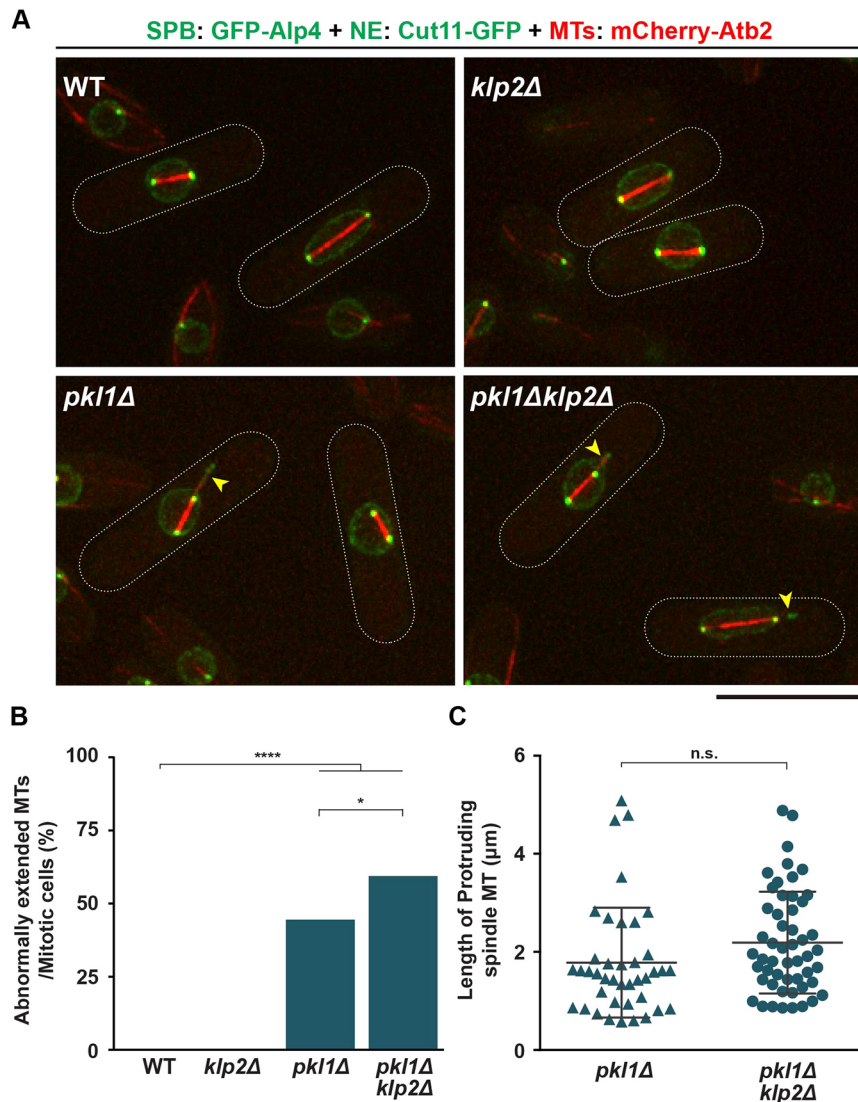 A
SPB: GFP-Alp4 + NE: Cut11-GFP + MTs: mCherry-Atb2
WT
klp2Δ
pkl1Δ
pkl1Δklp2Δ
B
Abnormally extended MTs
/Mitotic cells (%)
100
75
50
25
0
****
*
WT
klp2Δ
pkl1Δ
pkl1Δ
klp2Δ
C
Length of Protruding
spindle MT (μm)
6
4
2
0
n.s.
pkl1Δ
pkl1Δ
klp2Δ